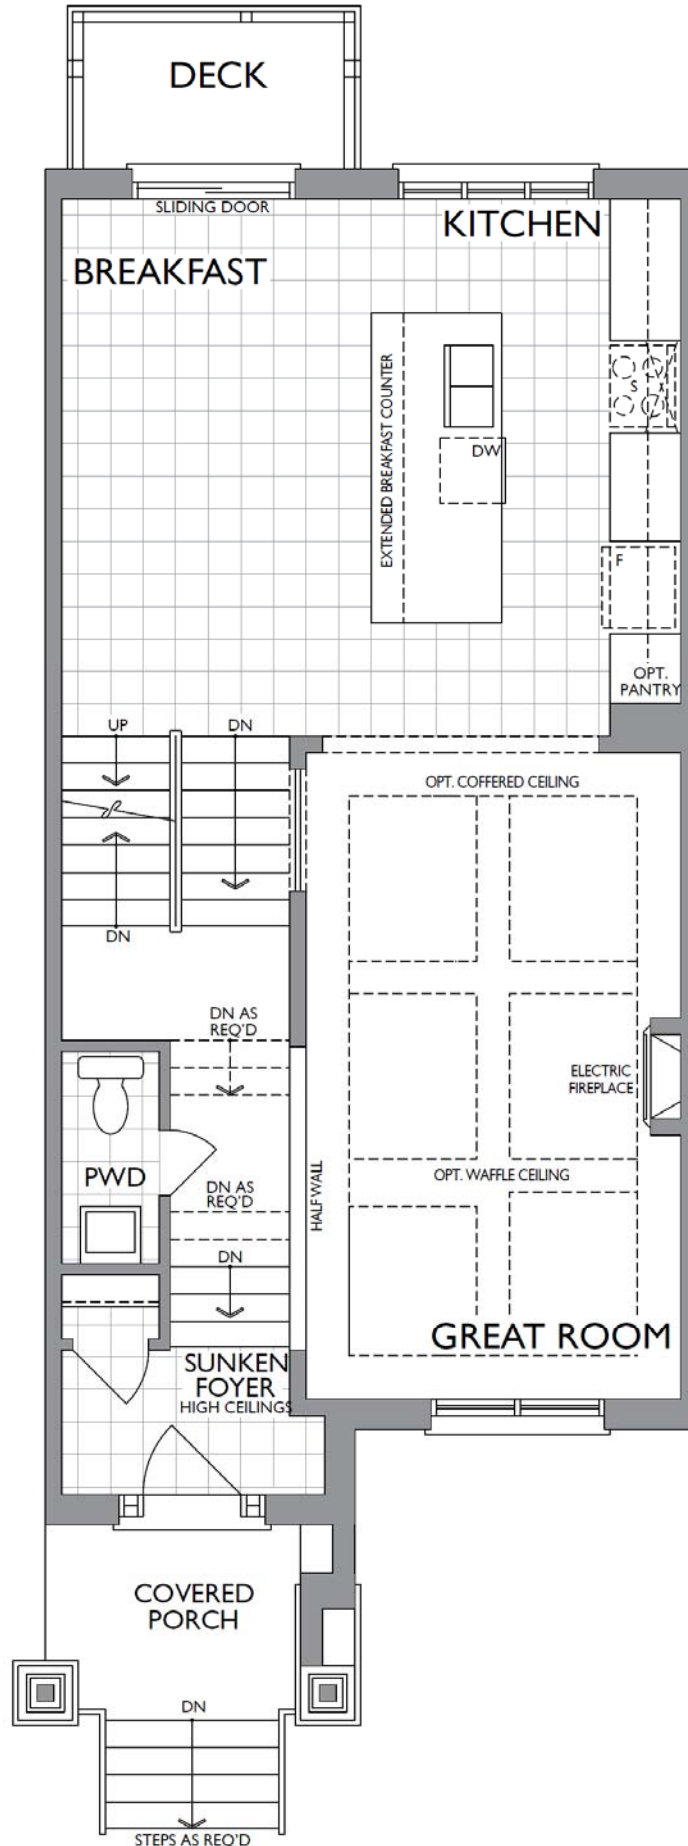 DECK
SLIDING DOOR
KITCHEN
BREAKFAST
EXTENDED BREAKFAST COUNTER
S
DW
F
OPT.
PANTRY
UP
DN
OPT. COFFERED CEILING
DN
DN AS
REQ'D
ELECTRIC
FIREPLACE
PWD
OPT. WAFFLE CEILING
HALF WALL
DN AS
REQ'D
DN
GREAT ROOM
SUNKEN
FOYER
HIGH CEILINGS
COVERED
PORCH
DN
STEPS AS REQ'D